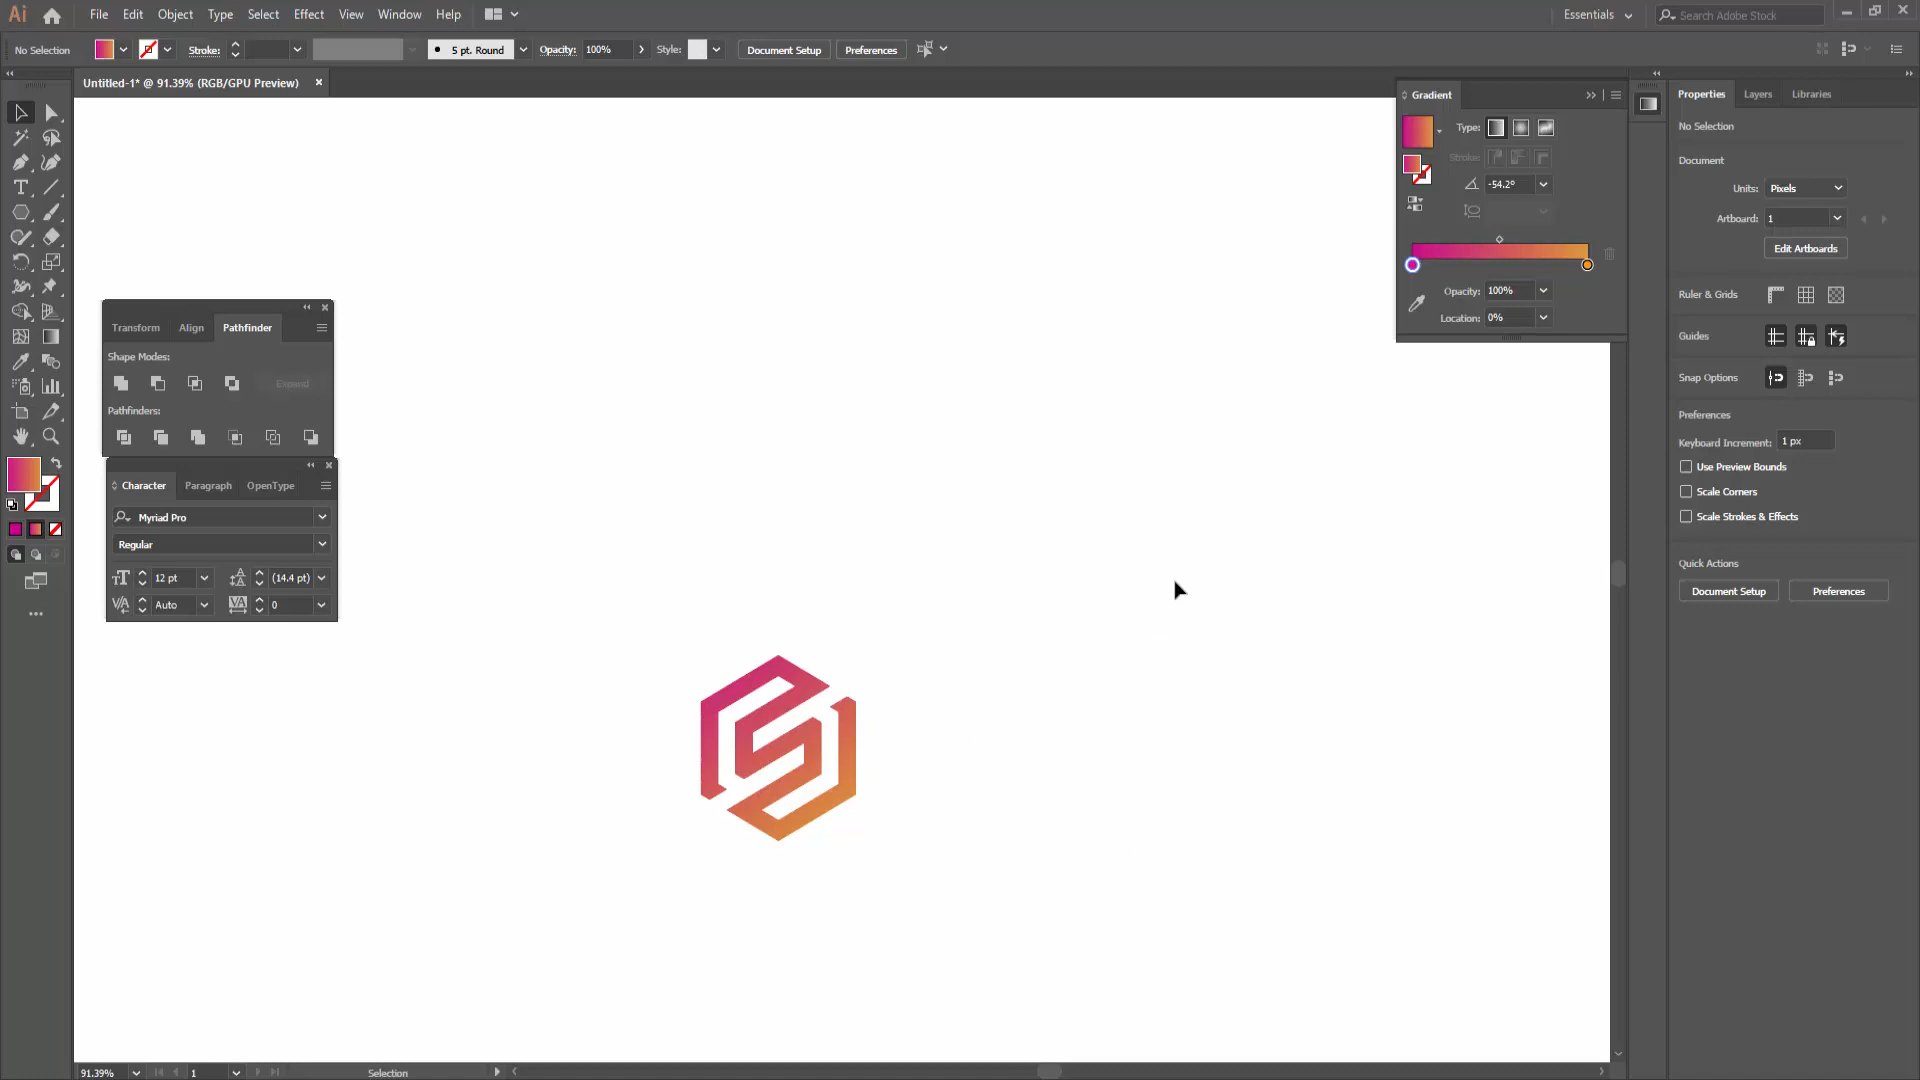 Ai File Edit Object Type Select Effect View Window Help Essentials Search Adobe Stock
No Selection Stroke: 5 pt. Round Opacity: 100% Style: Document Setup Preferences
Untitled-1* @ 91.39% (RGB/GPU Preview)
Transform Align Pathfinder
Shape Modes:
Expand
Pathfinders:
Character Paragraph OpenType
Myriad Pro
Regular
12 pt (14.4 pt)
Auto 0
Gradient
Type:
Stroke:
-54.2°
Opacity: 100%
Location: 0%
Properties Layers Libraries
No Selection
Document
Units: Pixels
Artboard: 1
Edit Artboards
Ruler & Grids
Guides
Snap Options
Preferences
Keyboard Increment: 1 px
Use Preview Bounds
Scale Corners
Scale Strokes & Effects
Quick Actions
Document Setup Preferences
91.39% 1 Selection